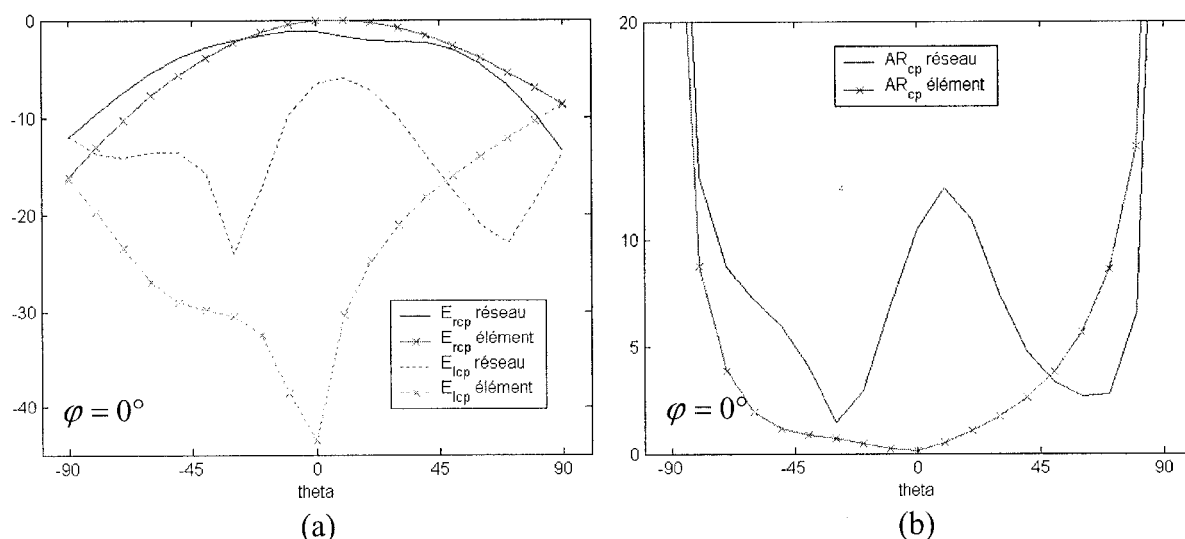 0
-10
-20
-30
-40
-90
-45
0
45
90
theta
E_rcp réseau
E_rcp élément
E_lcp réseau
E_lcp élément
φ = 0°
(a)
20
15
10
5
0
-90
-45
0
45
90
theta
AR_cp réseau
AR_cp élément
φ = 0°
(b)